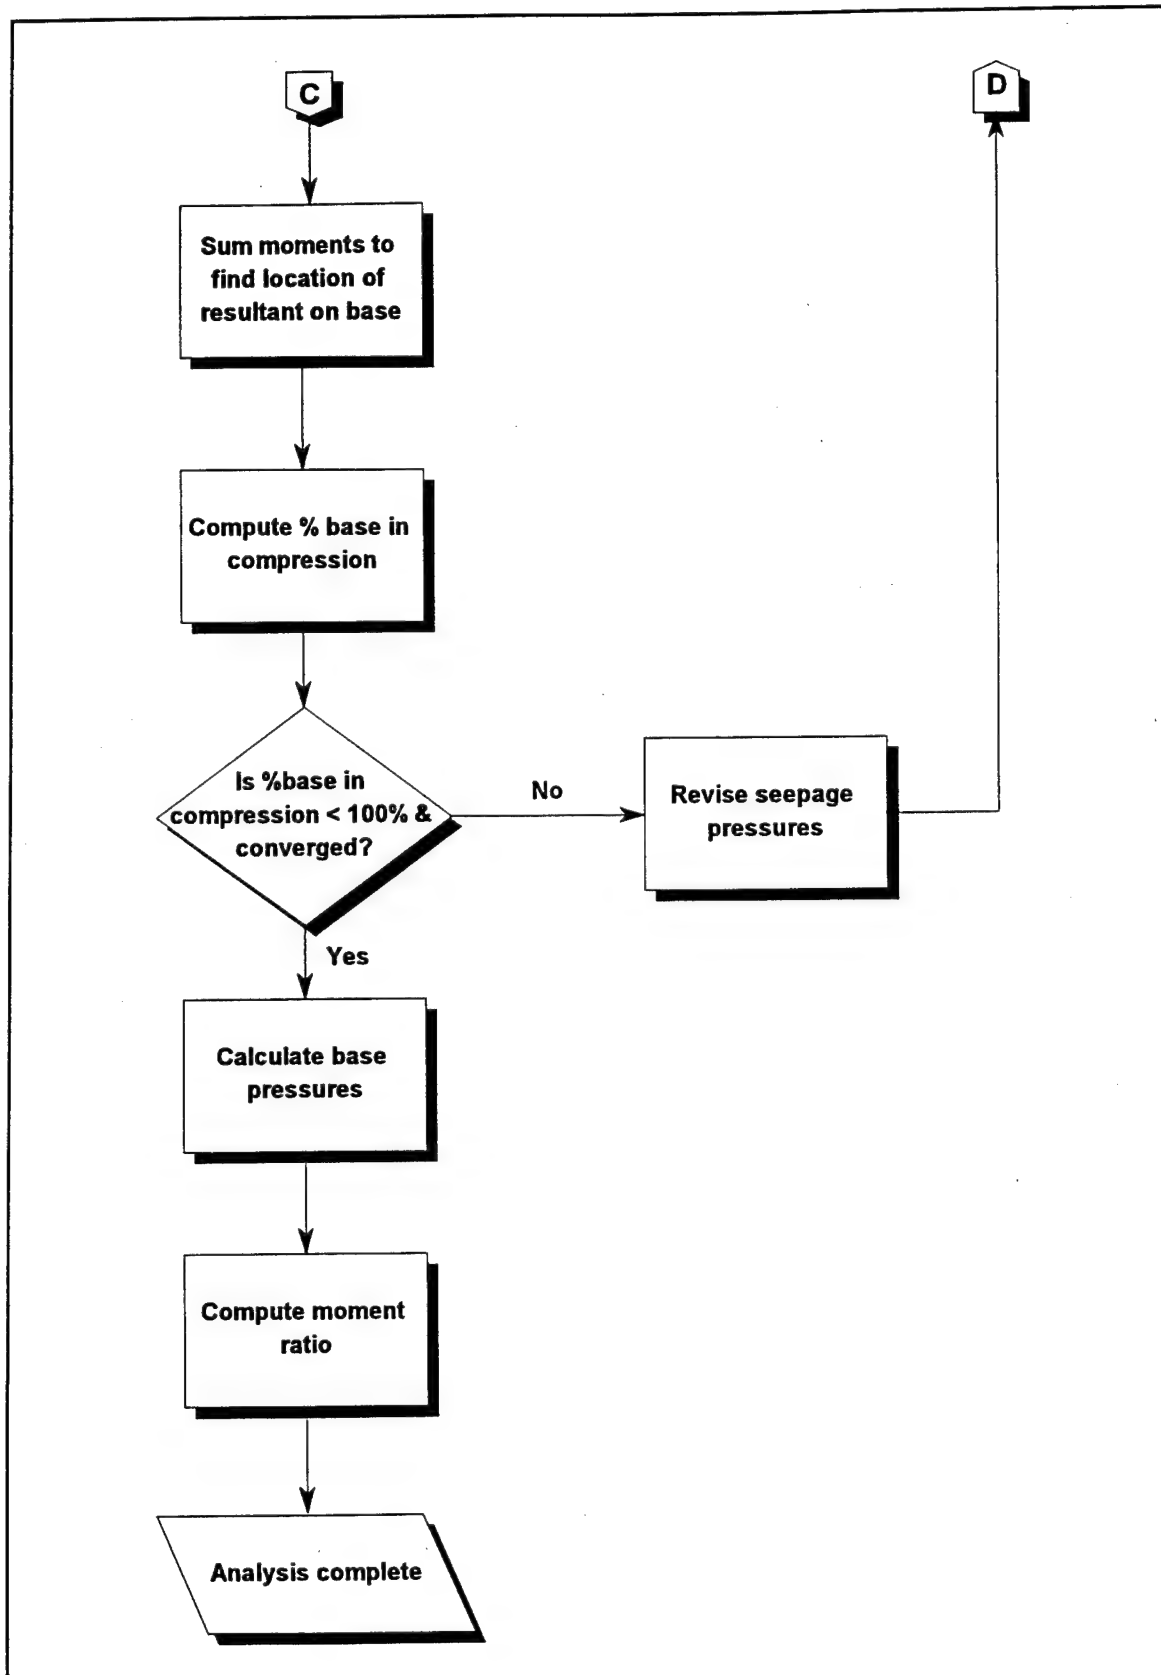 C
D
Sum moments to
find location of
resultant on base
Compute % base in
compression
Is %base in
compression < 100% &
converged?
No
Revise seepage
pressures
Yes
Calculate base
pressures
Compute moment
ratio
Analysis complete